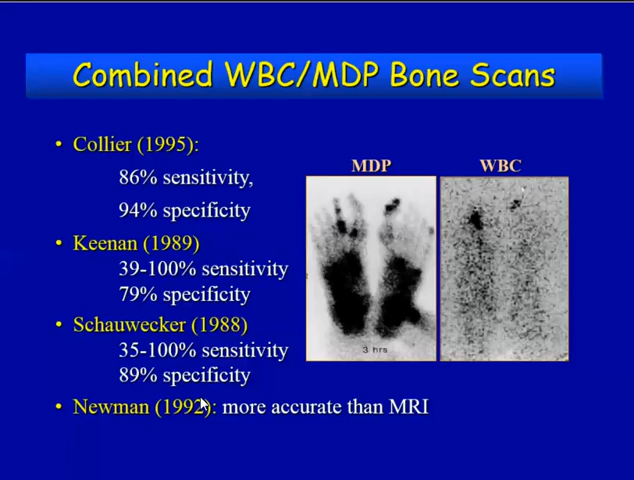 Combined WBC/MDP Bone Scans
• Collier (1995):
86% sensitivity,
94% specificity
• Keenan (1989)
39-100% sensitivity
79% specificity
• Schauwecker (1988)
35-100% sensitivity
89% specificity
• Newman (1992): more accurate than MRI
MDP
WBC
3 hrs